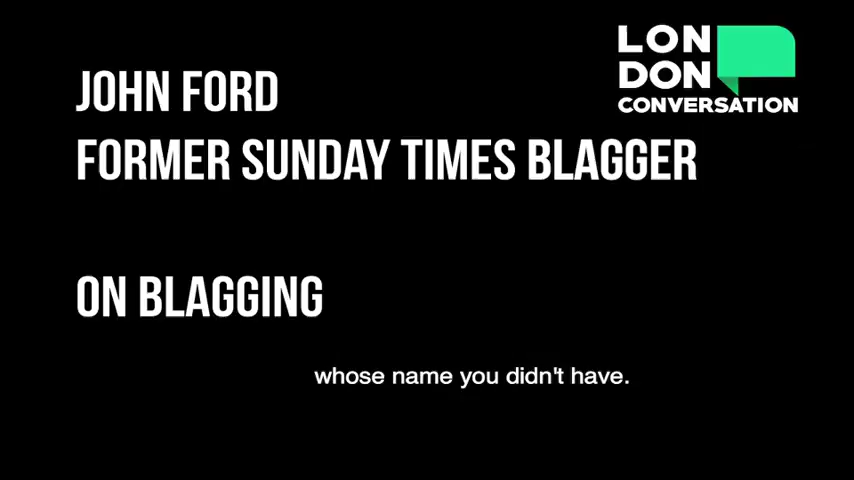 LON
DON
CONVERSATION
JOHN FORD
FORMER SUNDAY TIMES BLAGGER
ON BLAGGING
whose name you didn't have.